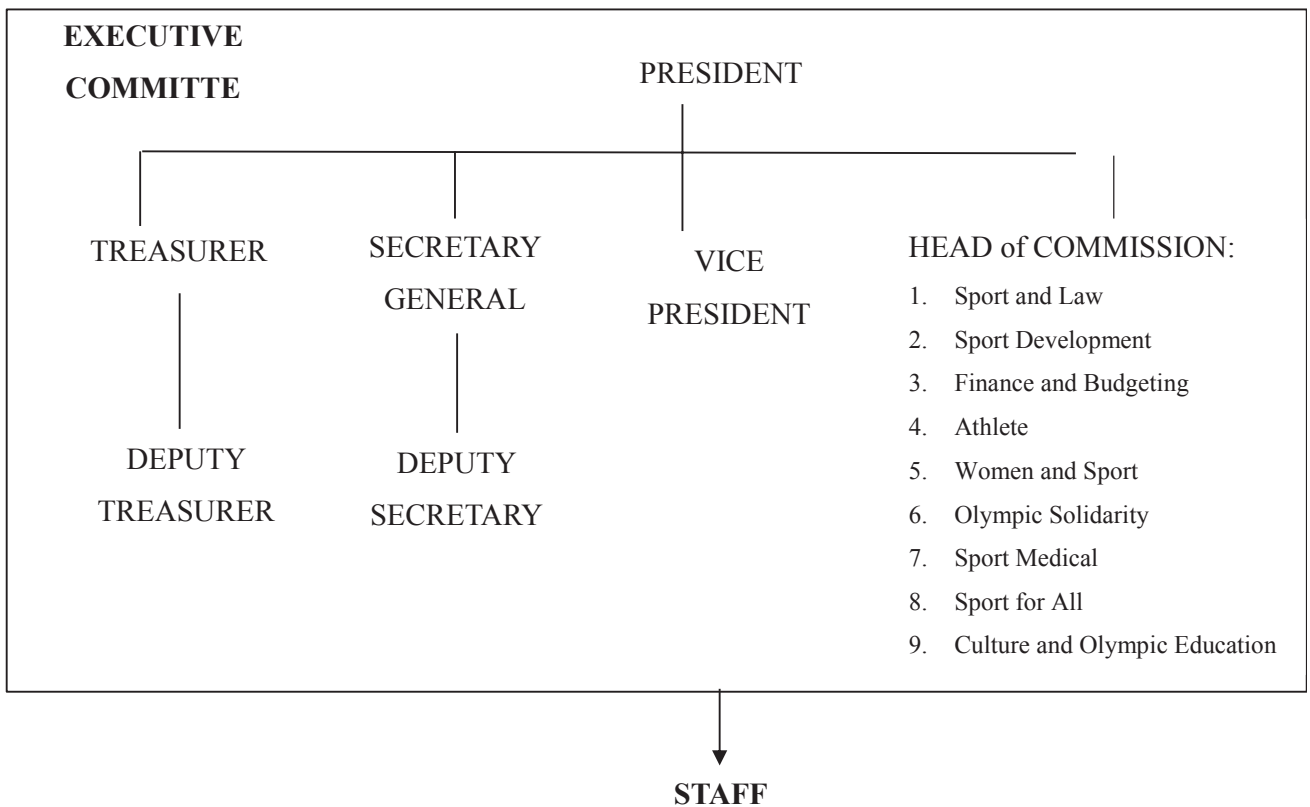 EXECUTIVE
COMMITTE
PRESIDENT
TREASURER
SECRETARY
GENERAL
VICE
PRESIDENT
HEAD of COMMISSION:
1. Sport and Law
2. Sport Development
3. Finance and Budgeting
4. Athlete
5. Women and Sport
6. Olympic Solidarity
7. Sport Medical
8. Sport for All
9. Culture and Olympic Education
DEPUTY
TREASURER
DEPUTY
SECRETARY
STAFF